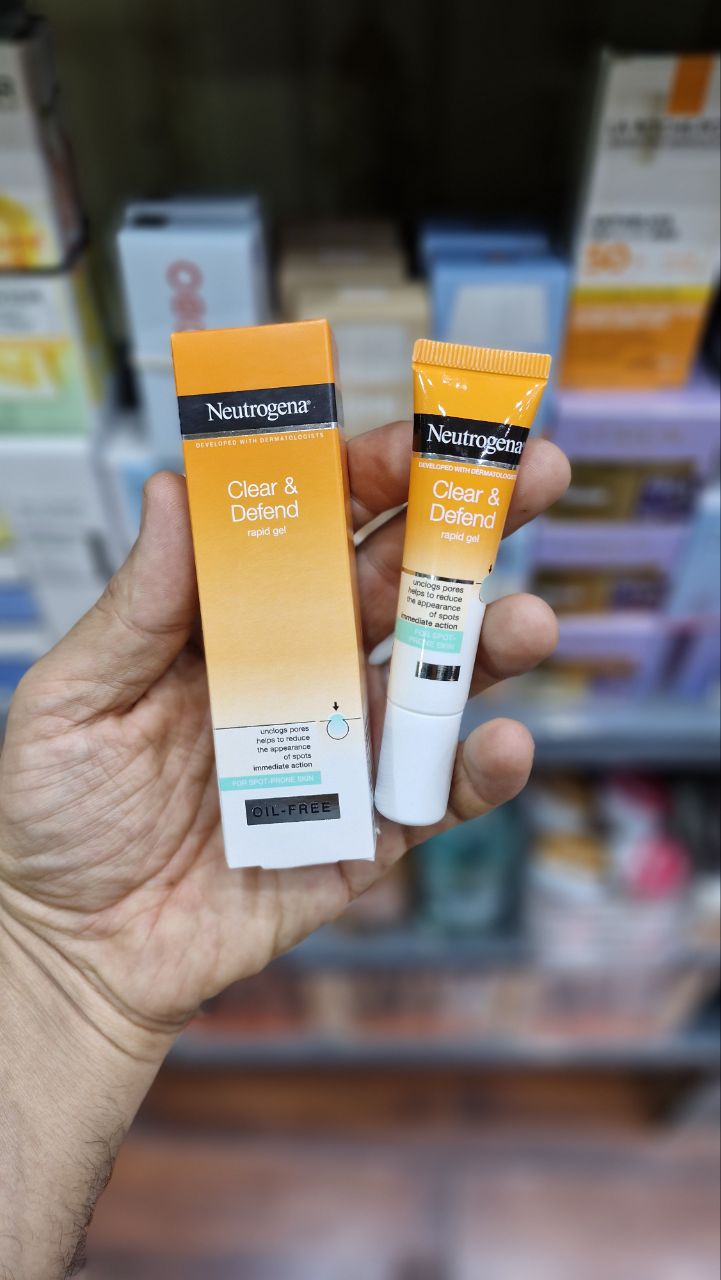 Neutrogena®
DEVELOPED WITH DERMATOLOGISTS
Clear &
Defend
rapid gel
unclogs pores
helps to reduce
the appearance
of spots
immediate action
FOR SPOT-PRONE SKIN
OIL-FREE
Neutrogena
DEVELOPED WITH DERMATOLOGIST
Clear &
Defend
rapid gel
unclogs pores
helps to reduce
the appearance
of spots
immediate action
FOR SPOT-
PRONE SKIN
50